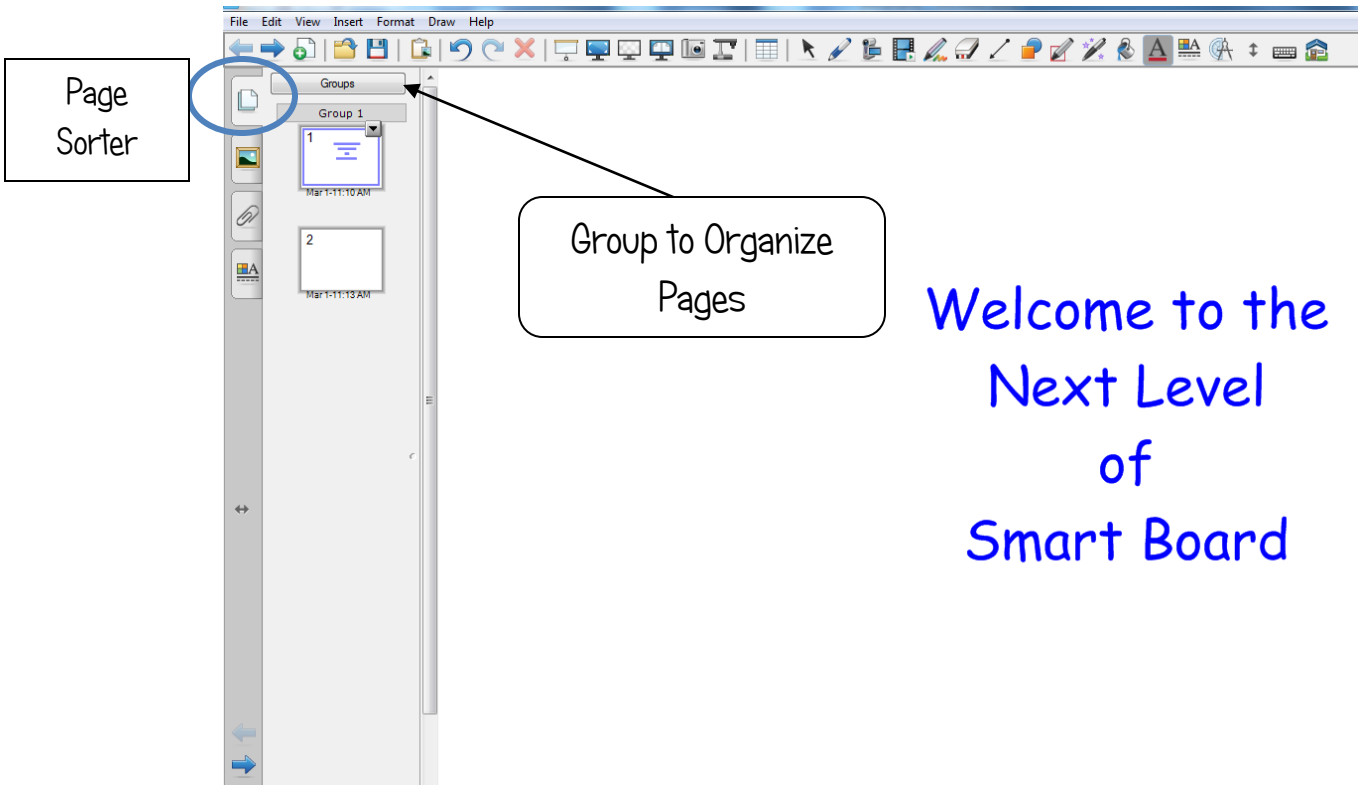 File Edit View Insert Format Draw Help
Page
Sorter
Groups
Group 1
1
Mar 1-11:10 AM
2
Mar 1-11:13 AM
Group to Organize
Pages
Welcome to the
Next Level
of
Smart Board